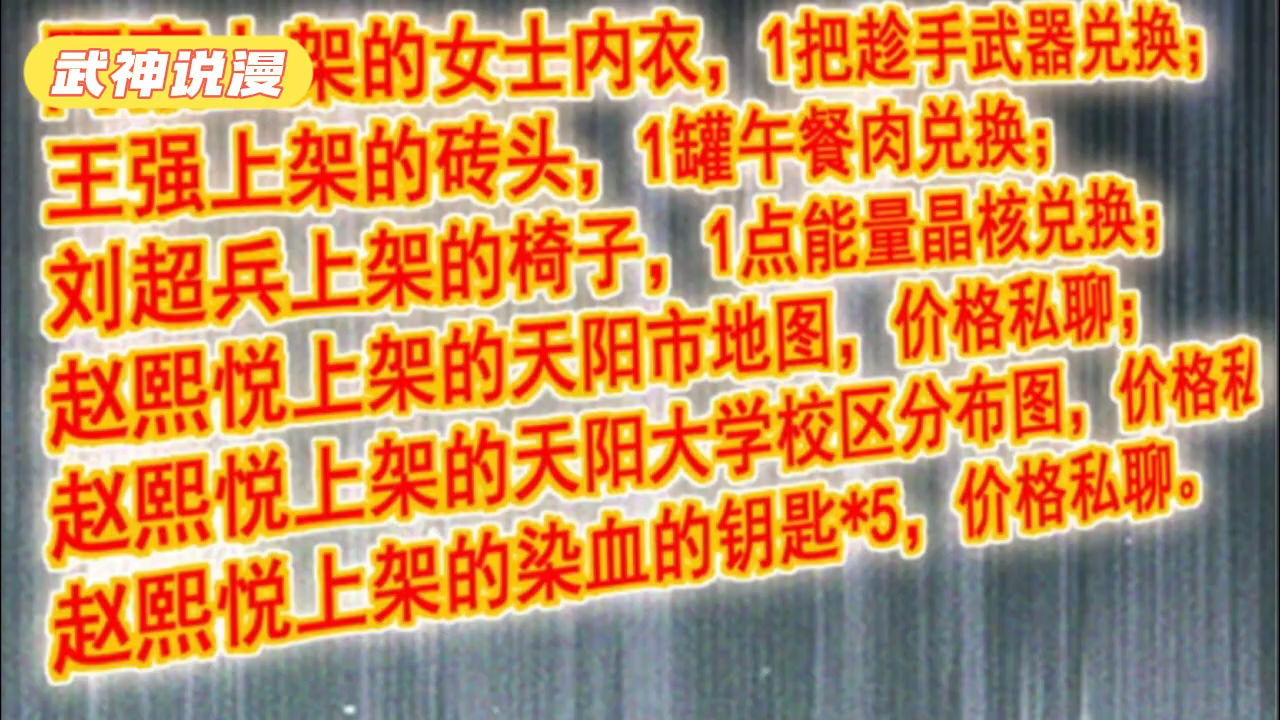 武神说漫
上架的女士内衣，1把趁手武器兑换；
王强上架的砖头，1罐午餐肉兑换；
刘超兵上架的椅子，1点能量晶核兑换；
赵熙悦上架的天阳市地图，价格私聊；
赵熙悦上架的天阳大学校区分布图，价格私
赵熙悦上架的染血的钥匙*5，价格私聊。